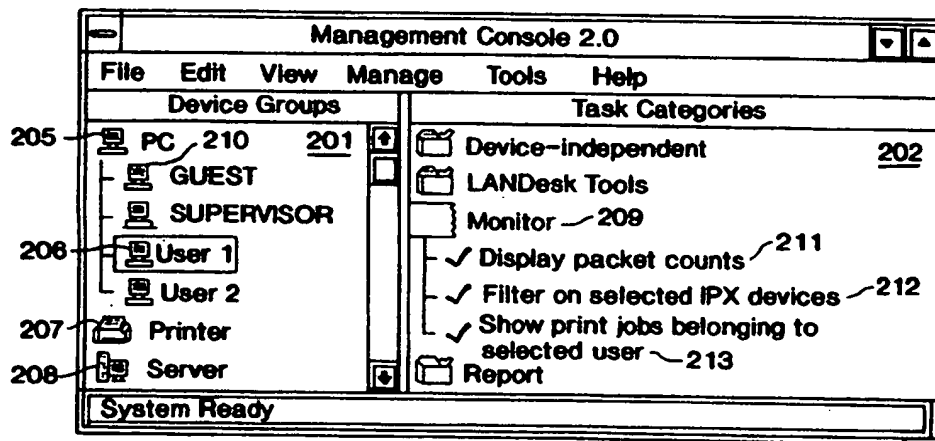 Management Console 2.0
File Edit View Manage Tools Help
Device Groups
Task Categories
205
PC
210
201
GUEST
SUPERVISOR
206
User 1
User 2
207
Printer
208
Server
Device-independent
202
LANDesk Tools
Monitor
209
Display packet counts
211
Filter on selected IPX devices
212
Show print jobs belonging to
selected user
213
Report
System Ready